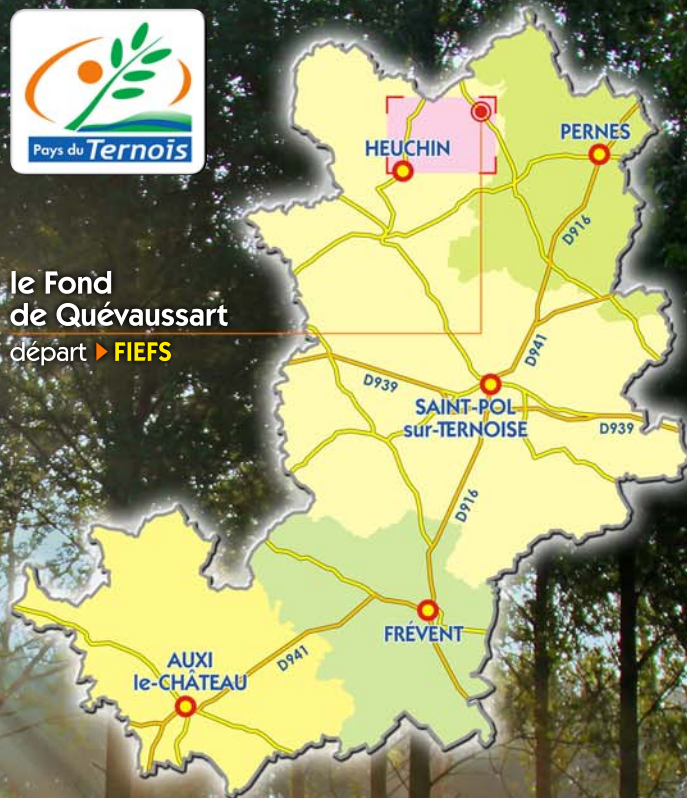 Pays du Ternois
HEUCHIN
PERNES
D916
le Fond
de Quévaussart
départ ▶ FIEFS
D941
D939
SAINT-POL
sur-TERNOISE
D939
D916
FRÉVENT
D941
AUXI
le-CHÂTEAU